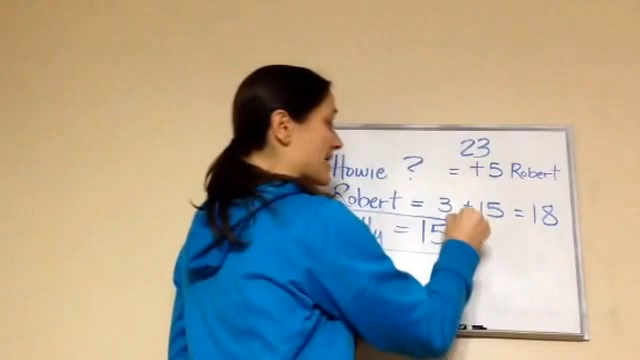 23
Howie ? = +5 Robert
Robert = 3 +15 = 18
= 15